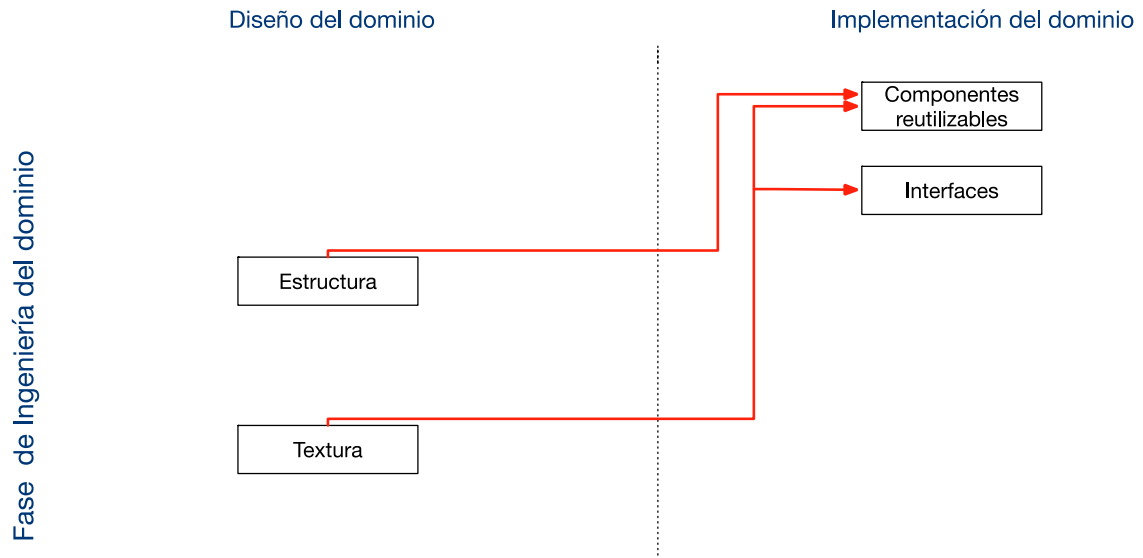 Diseño del dominio
Implementación del dominio
Componentes
reutilizables
Interfaces
Estructura
Textura
Fase de Ingeniería del dominio